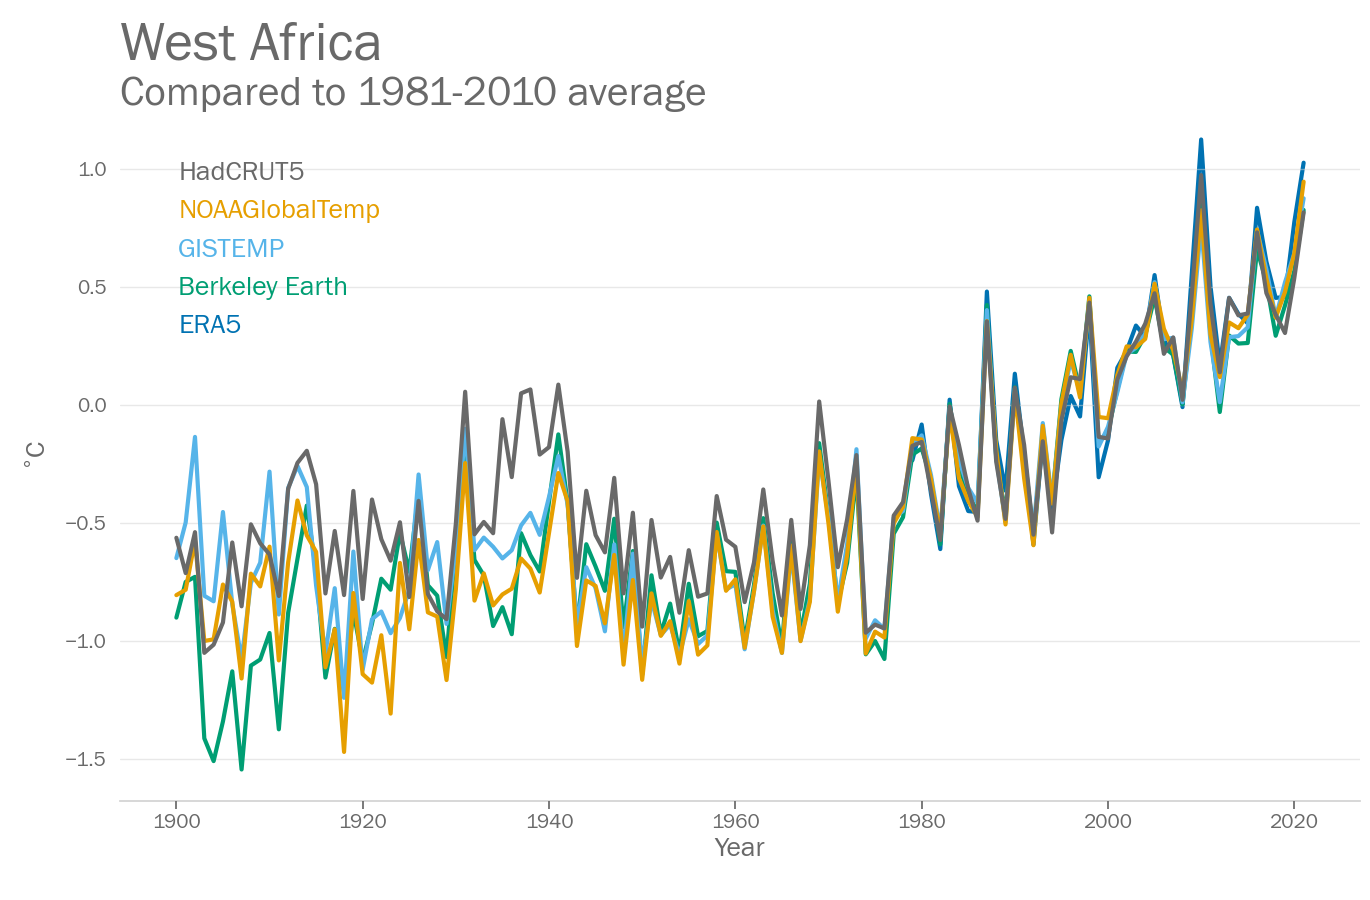 West Africa
Compared to 1981-2010 average
HadCRUT5
NOAAGlobalTemp
GISTEMP
Berkeley Earth
ERA5
1.0
0.5
0.0
−0.5
−1.0
−1.5
°C
1900 1920 1940 1960 1980 2000 2020
Year